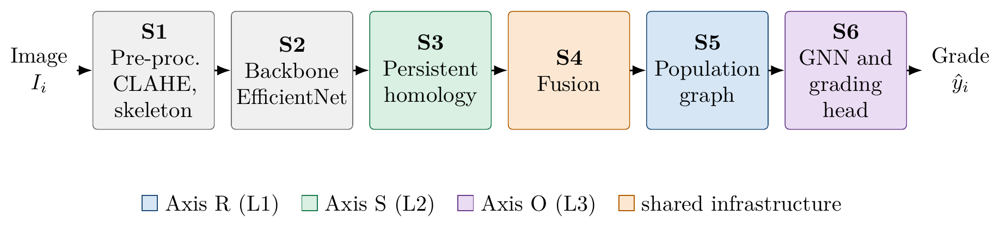 Image
I_i
S1
Pre-proc.
CLAHE,
skeleton
S2
Backbone
EfficientNet
S3
Persistent
homology
S4
Fusion
S5
Population
graph
S6
GNN and
grading
head
Grade
ŷ_i
Axis R (L1)
Axis S (L2)
Axis O (L3)
shared infrastructure